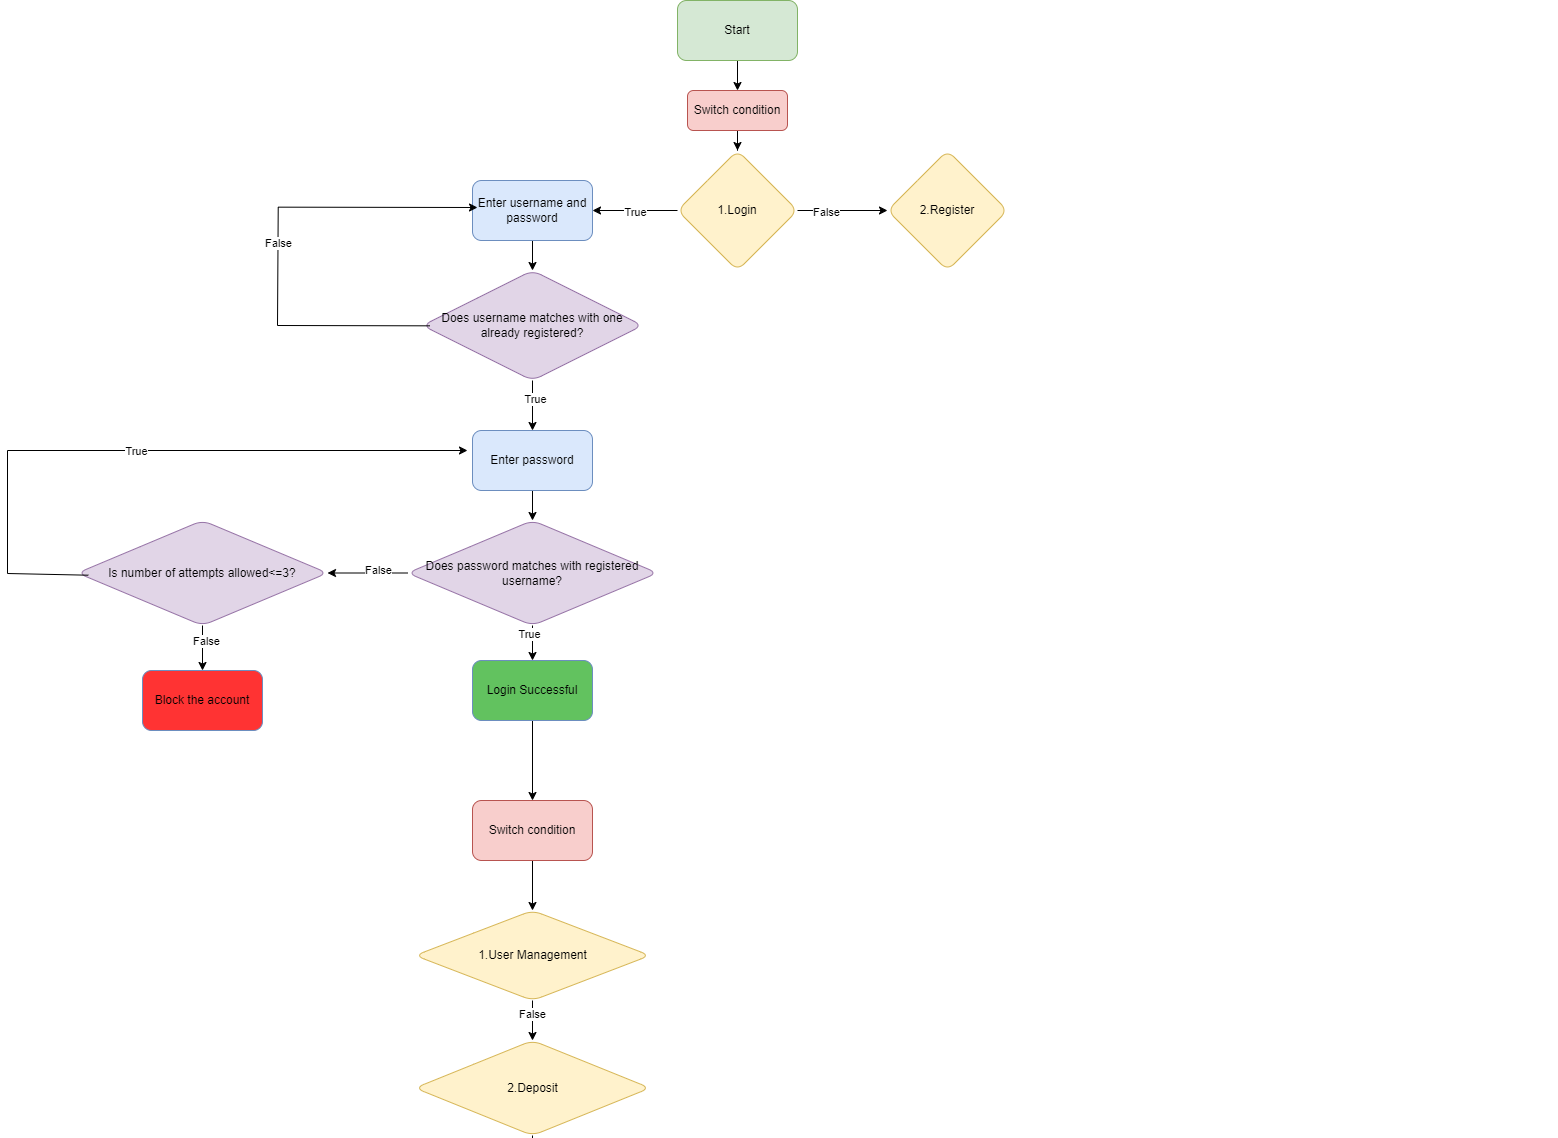 Start
Switch condition
1.Login
True
False
2.Register
Enter username and
password
False
Does username matches with one
already registered?
True
Enter password
True
Does password matches with registered
username?
False
Is number of attempts allowed<=3?
True
False
Block the account
Login Successful
Switch condition
1.User Management
False
2.Deposit